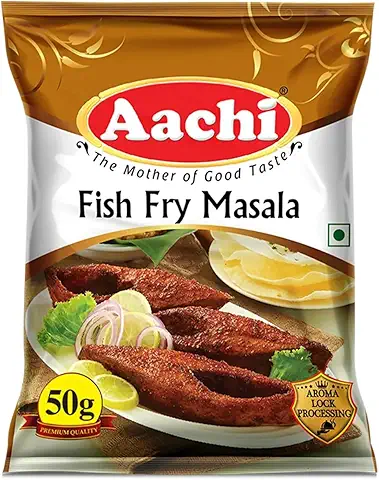 Aachi®
The Mother of Good Taste
Fish Fry Masala
50g
PREMIUM QUALITY
AROMA
LOCK
PROCESSING